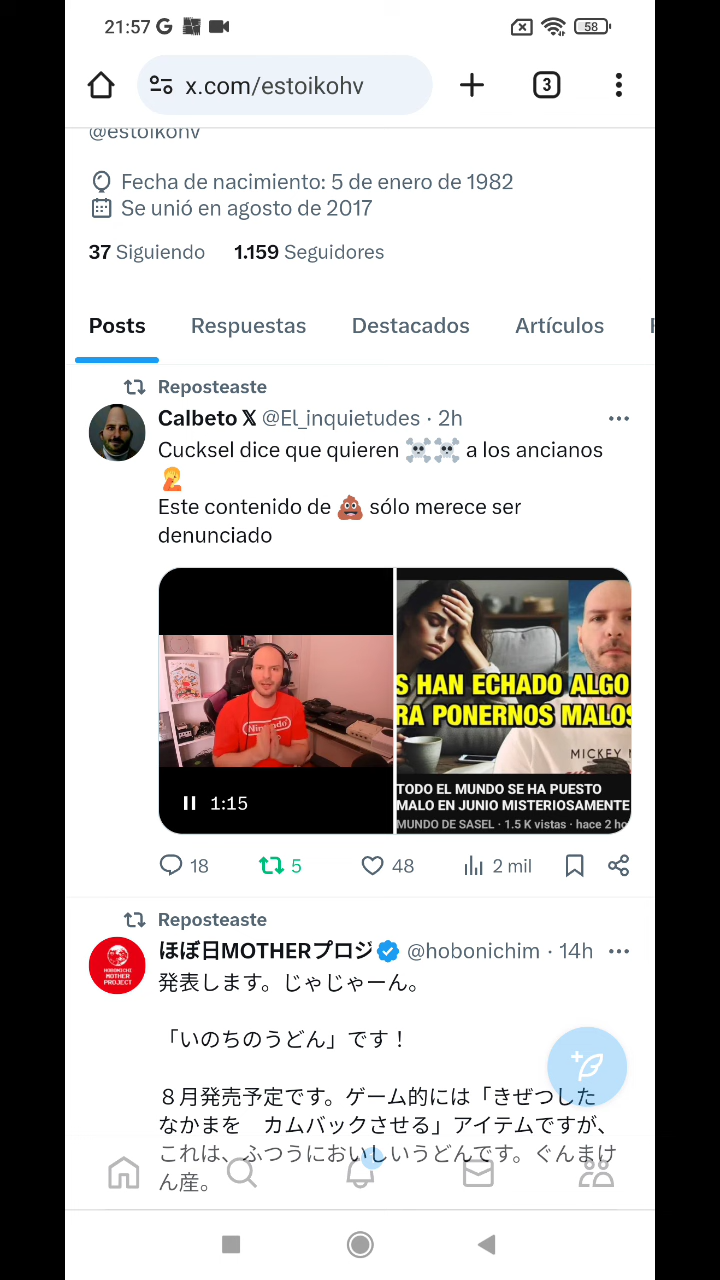 21:57
58
x.com/estoikohv
3
@estoikohv
Fecha de nacimiento: 5 de enero de 1982
Se unió en agosto de 2017
37 Siguiendo 1.159 Seguidores
Posts Respuestas Destacados Artículos
Reposteaste
Calbeto X @El_inquietudes · 2h
Cucksel dice que quieren ☠️☠️ a los ancianos
🤦
Este contenido de 💩 sólo merece ser
denunciado
Nintendo
1:15
S HAN ECHADO ALGO
RA PONERNOS MALOS
MICKEY
TODO EL MUNDO SE HA PUESTO
MALO EN JUNIO MISTERIOSAMENTE
MUNDO DE SASEL · 1.5 K vistas · hace 2 ho
18 5 48 2 mil
Reposteaste
HOBONICHI
MOTHER
PROJECT
ほぼ日MOTHERプロジ @hobonichim · 14h
発表します。じゃじゃーん。
「いのちのうどん」です！
８月発売予定です。ゲーム的には「きぜつした
なかまを　カムバックさせる」アイテムですが、
これは、ふつうにおいしいうどんです。ぐんまけ
ん産。